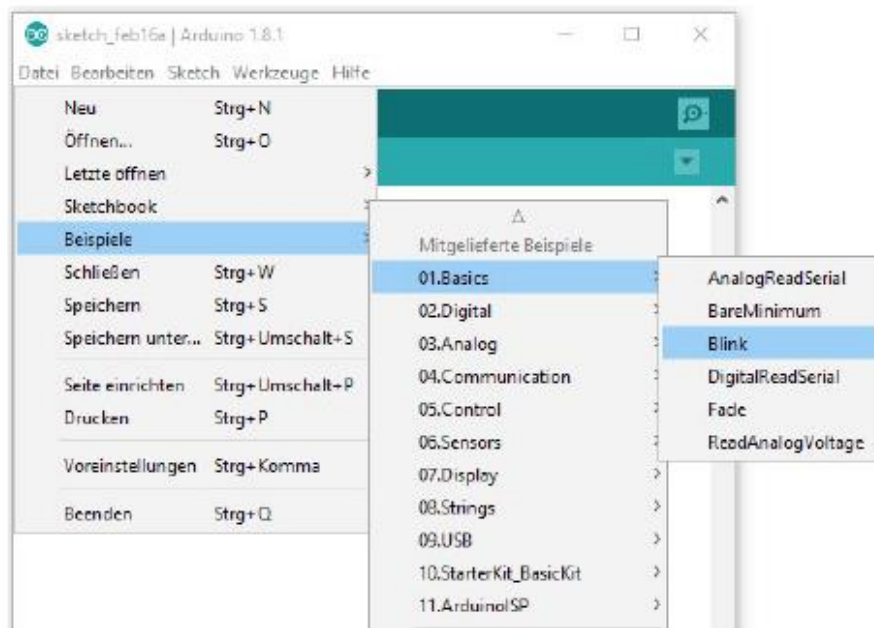 sketch_feb16a | Arduino 1.8.1
Datei Bearbeiten Sketch Werkzeuge Hilfe
Neu Strg+N
Öffnen... Strg+O
Letzte öffnen
Sketchbook
Beispiele
Schließen Strg+W
Speichern Strg+S
Speichern unter... Strg+Umschalt+S
Seite einrichten Strg+Umschalt+P
Drucken Strg+P
Voreinstellungen Strg+Komma
Beenden Strg+Q
Mitgelieferte Beispiele
01.Basics
02.Digital
03.Analog
04.Communication
05.Control
06.Sensors
07.Display
08.Strings
09.USB
10.StarterKit_BasicKit
11.ArduinoISP
AnalogReadSerial
BareMinimum
Blink
DigitalReadSerial
Fade
ReadAnalogVoltage